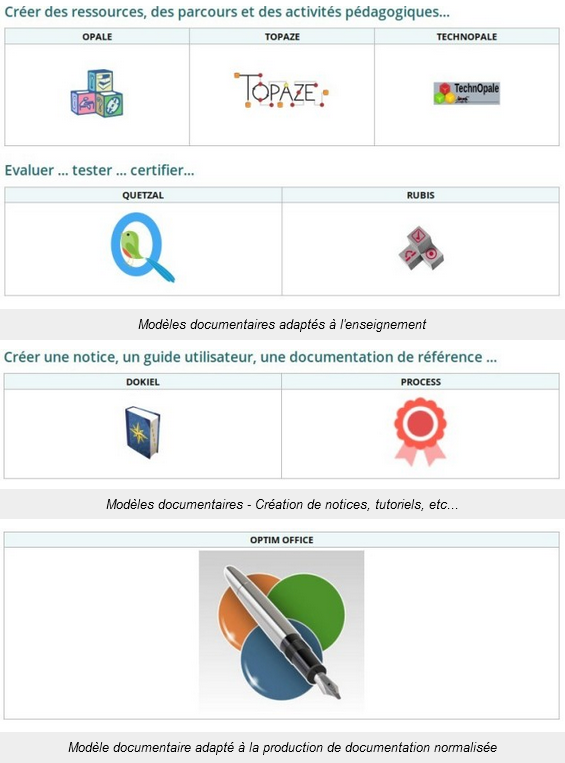 Créer des ressources, des parcours et des activités pédagogiques...
OPALE TOPAZE TECHNOPALE
TOPAZE
TechnOpale
Evaluer ... tester ... certifier...
QUETZAL RUBIS
Modèles documentaires adaptés à l'enseignement
Créer une notice, un guide utilisateur, une documentation de référence ...
DOKIEL PROCESS
Modèles documentaires - Création de notices, tutoriels, etc...
OPTIM OFFICE
Modèle documentaire adapté à la production de documentation normalisée